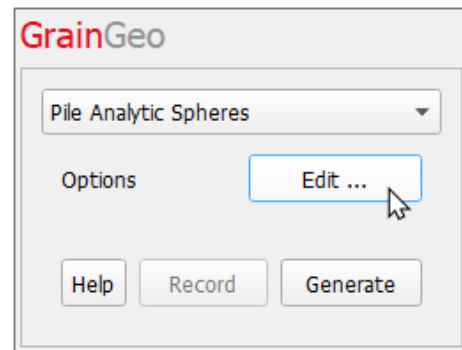 GrainGeo
Pile Analytic Spheres
Options Edit ...
Help Record Generate